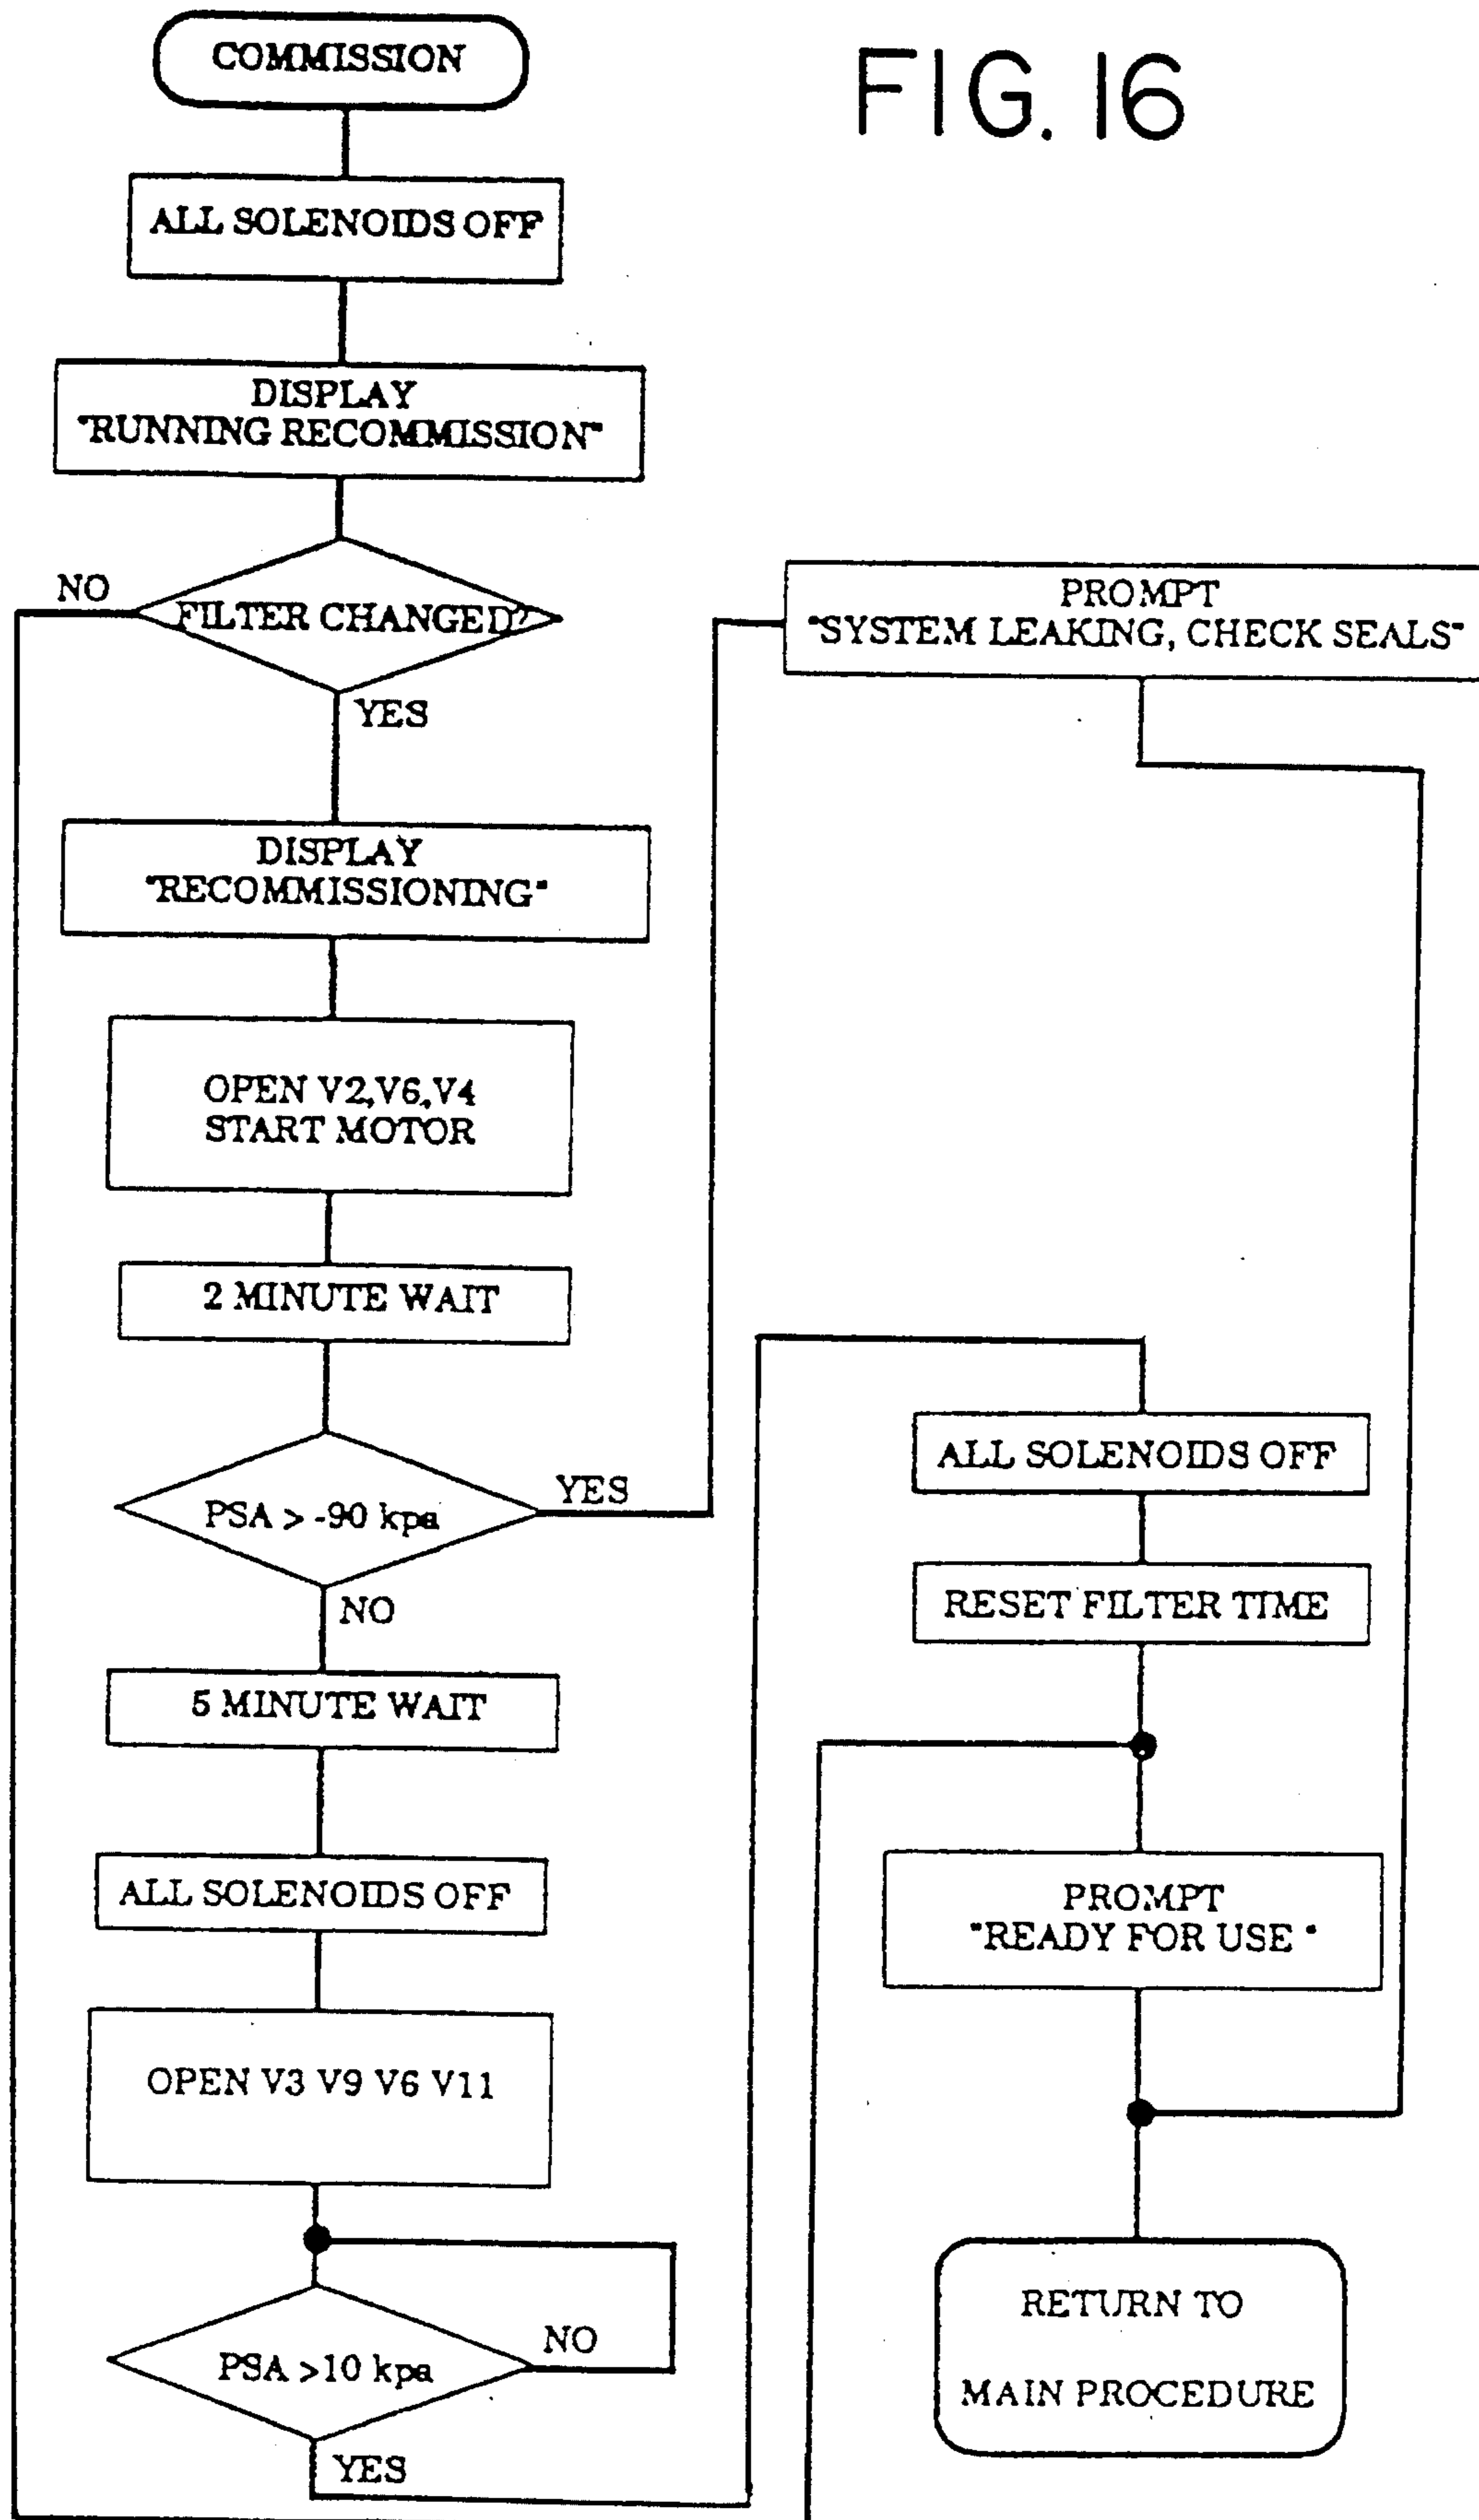 FIG. 16
COMMISSION
ALL SOLENOIDS OFF
DISPLAY
"RUNNING RECOMMISSION"
FILTER CHANGED?
NO
YES
DISPLAY
"RECOMMISSIONING"
OPEN V2,V6,V4
START MOTOR
2 MINUTE WAIT
PSA > -90 kpa
YES
NO
5 MINUTE WAIT
ALL SOLENOIDS OFF
OPEN V3 V9 V6 V11
PSA >10 kpa
NO
YES
PROMPT
"SYSTEM LEAKING, CHECK SEALS"
ALL SOLENOIDS OFF
RESET FILTER TIME
PROMPT
"READY FOR USE "
RETURN TO
MAIN PROCEDURE